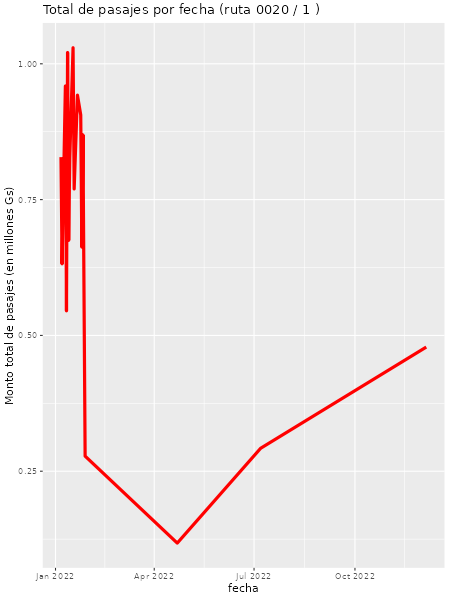 Total de pasajes por fecha (ruta 0020 / 1 )
Monto total de pasajes (en millones Gs)
1.00
0.75
0.50
0.25
Jan 2022
Apr 2022
Jul 2022
Oct 2022
fecha